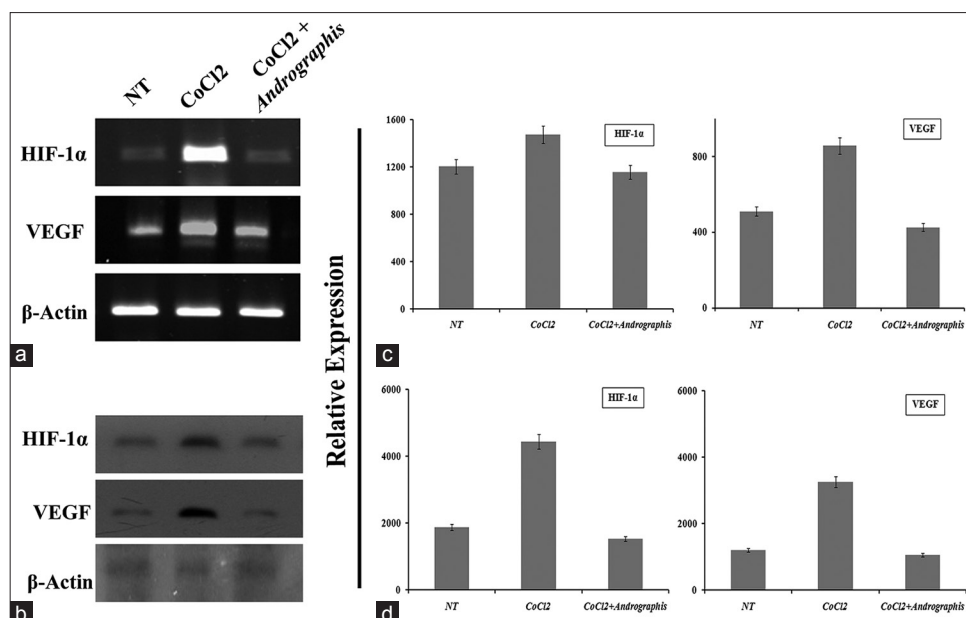 NT
CoCl2
CoCl2 +
Andrographis
HIF-1α
VEGF
β-Actin
a
HIF-1α
VEGF
β-Actin
b
Relative Expression
1600
1200
800
400
0
HIF-1α
NT
CoCl2
CoCl2+Andrographis
c
800
400
0
VEGF
NT
CoCl2
CoCl2+Andrographis
6000
4000
2000
0
HIF-1α
NT
CoCl2
CoCl2+Andrographis
d
6000
4000
2000
0
VEGF
NT
CoCl2
CoCl2+Andrographis